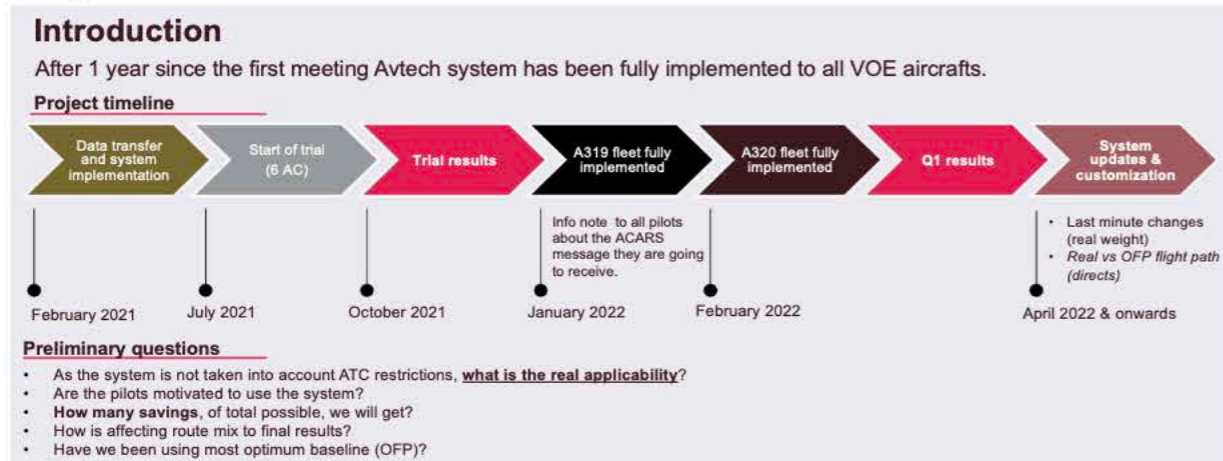 Introduction
After 1 year since the first meeting Avtech system has been fully implemented to all VOE aircrafts.
Project timeline
Data transfer
and system
implementation
Start of trial
(6 AC)
Trial results
A319 fleet fully
implemented
A320 fleet fully
implemented
Q1 results
System
updates &
customization
Info note to all pilots
about the ACARS
message they are going
to receive.
• Last minute changes
(real weight)
• Real vs OFP flight path
(directs)
February 2021
July 2021
October 2021
January 2022
February 2022
April 2022 & onwards
Preliminary questions
• As the system is not taken into account ATC restrictions, what is the real applicability?
• Are the pilots motivated to use the system?
• How many savings, of total possible, we will get?
• How is affecting route mix to final results?
• Have we been using most optimum baseline (OFP)?